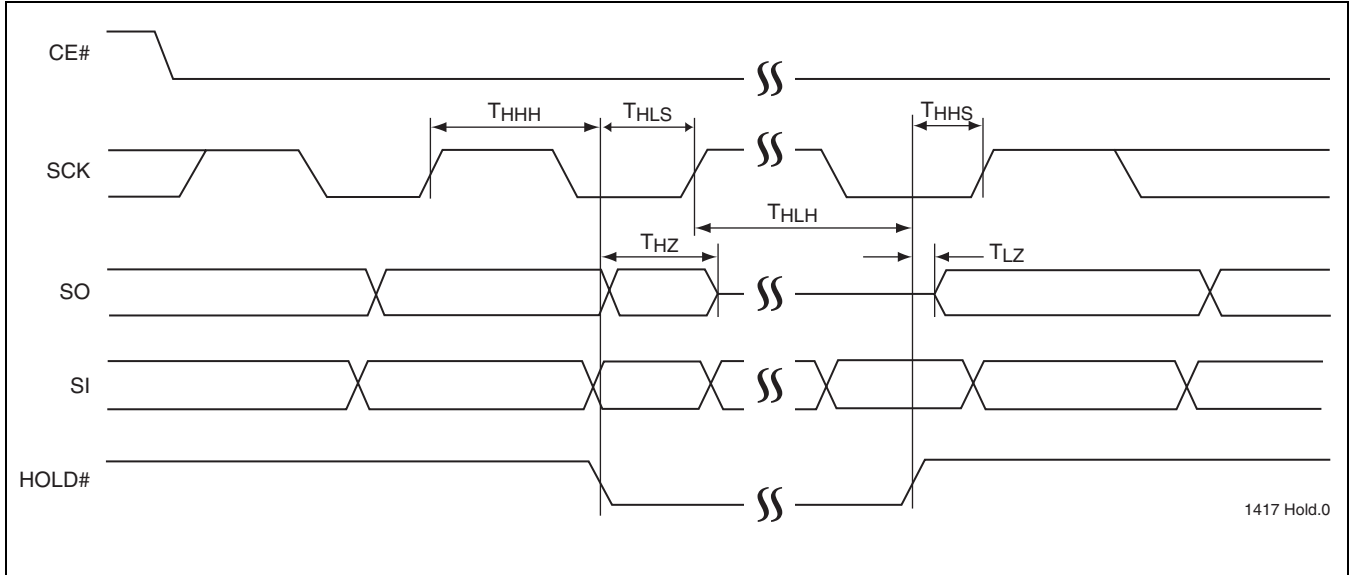 CE#
THHH
THLS
THHS
SCK
THLH
THZ
TLZ
SO
SI
HOLD#
1417 Hold.0